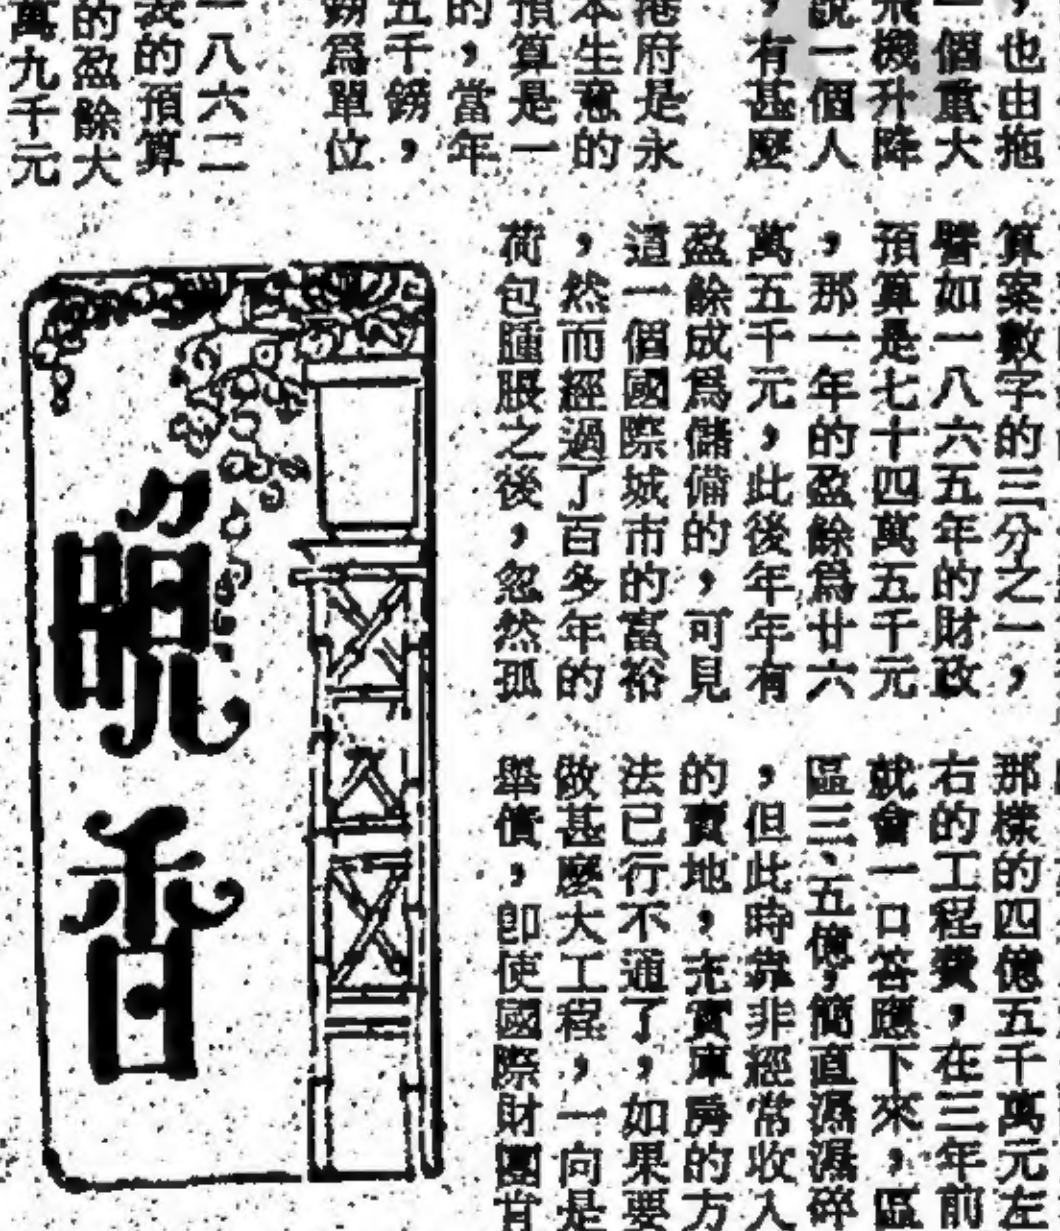 ，也由拖
一個重大
飛機升降
說一個人
，有甚麼
港府是永
本生意的
預算是一
的，當年
五千鎊，
鎊爲單位
一八六二
表的預算
的盈餘大
萬九千元
算案數字的三分之一，
譬如一八六五年的財政
預算是七十四萬五千元
，那一年的盈餘爲廿六
萬五千元，此後年年有
盈餘成爲儲備的，可見
這一個國際城市的富裕
，然而經過了百多年的
荷包腫脹之後，忽然孤
那樣的四億五千萬元左
右的工程費，在三年前
就會一口答應下來，區
區三、五億，簡直濕濕碎
，但此時靠非經常收入
的賣地，充實庫房的方
法已行不通了，如果要
做甚麼大工程，一向是
舉債，即使國際財團肯
晚香